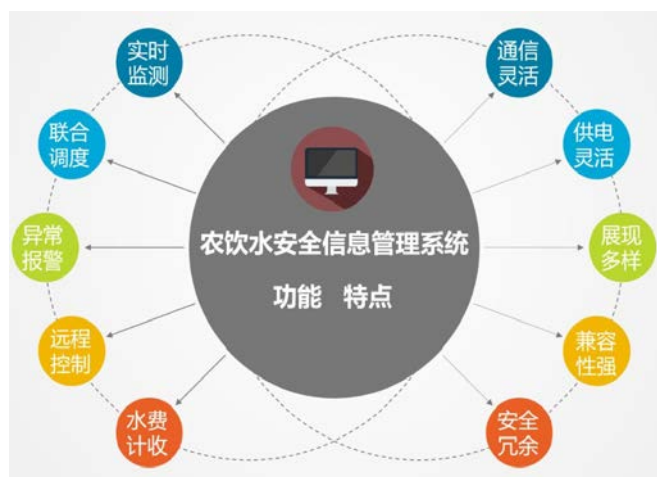 实时
监测
联合
调度
异常
报警
远程
控制
水费
计收
农饮水安全信息管理系统
功能 特点
通信
灵活
供电
灵活
展现
多样
兼容
性强
安全
冗余